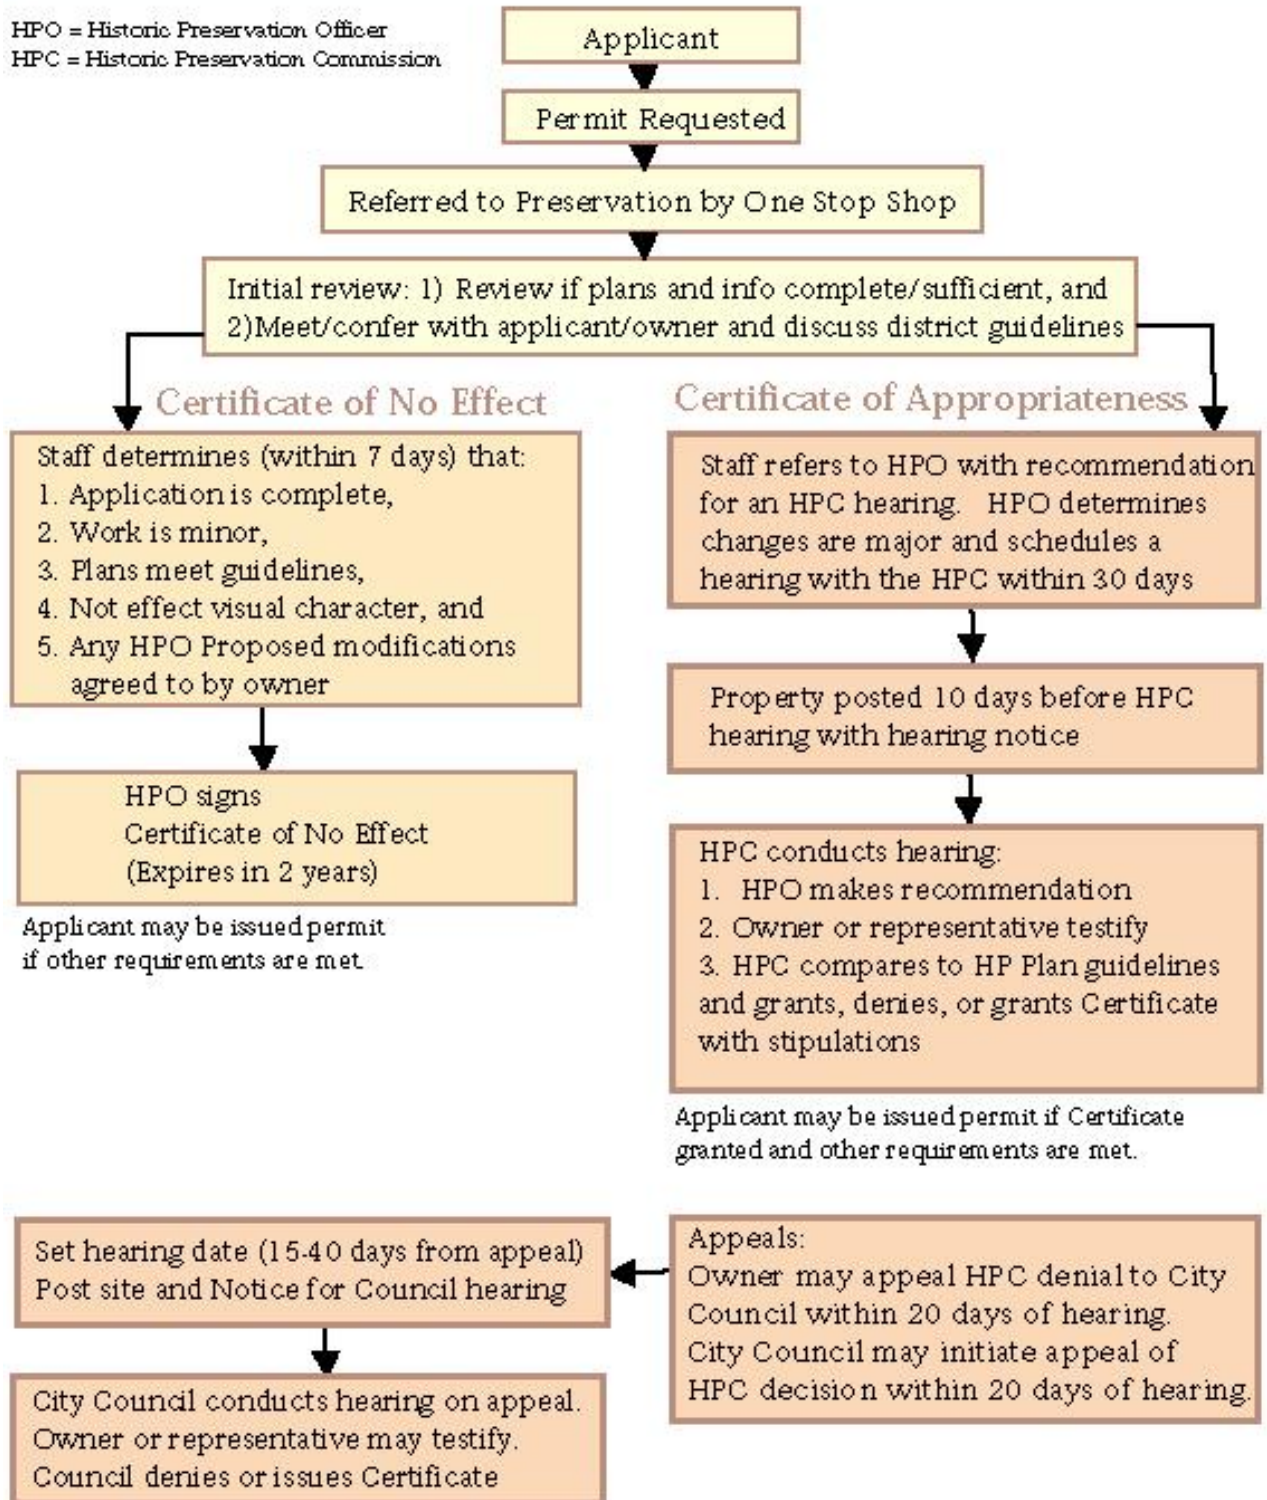 HPO = Historic Preservation Officer
HPC = Historic Preservation Commission
Applicant
Permit Requested
Referred to Preservation by One Stop Shop
Initial review: 1) Review if plans and info complete/sufficient, and
2)Meet/confer with applicant/owner and discuss district guidelines
Certificate of No Effect
Staff determines (within 7 days) that:
1. Application is complete,
2. Work is minor,
3. Plans meet guidelines,
4. Not effect visual character, and
5. Any HPO Proposed modifications
agreed to by owner
HPO signs
Certificate of No Effect
(Expires in 2 years)
Applicant may be issued permit
if other requirements are met.
Certificate of Appropriateness
Staff refers to HPO with recommendation
for an HPC hearing. HPO determines
changes are major and schedules a
hearing with the HPC within 30 days
Property posted 10 days before HPC
hearing with hearing notice
HPC conducts hearing:
1. HPO makes recommendation
2. Owner or representative testify
3. HPC compares to HP Plan guidelines
and grants, denies, or grants Certificate
with stipulations
Applicant may be issued permit if Certificate
granted and other requirements are met.
Appeals:
Owner may appeal HPC denial to City
Council within 20 days of hearing.
City Council may initiate appeal of
HPC decision within 20 days of hearing.
Set hearing date (15-40 days from appeal)
Post site and Notice for Council hearing
City Council conducts hearing on appeal.
Owner or representative may testify.
Council denies or issues Certificate